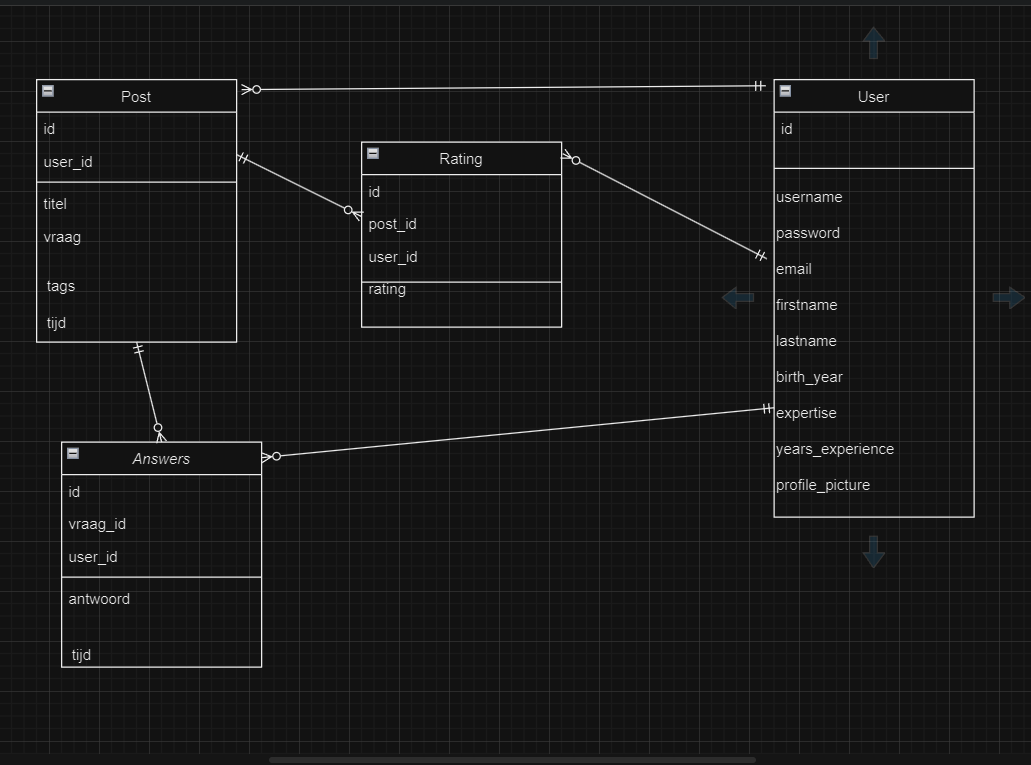 Post
id
user_id
titel
vraag
tags
tijd
Rating
id
post_id
user_id
rating
User
id
username
password
email
firstname
lastname
birth_year
expertise
years_experience
profile_picture
Answers
id
vraag_id
user_id
antwoord
tijd